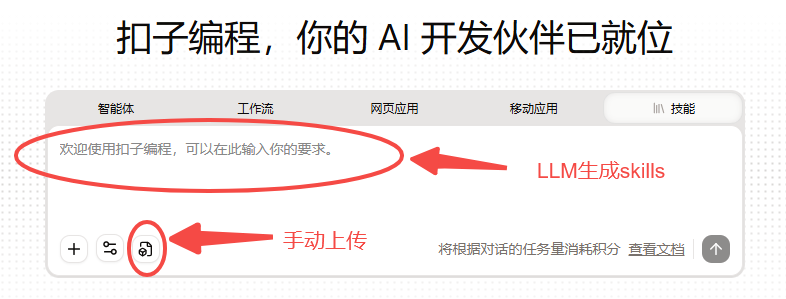 扣子编程，你的 AI 开发伙伴已就位
智能体 工作流 网页应用 移动应用 技能
欢迎使用扣子编程，可以在此输入你的要求。
LLM生成skills
手动上传
将根据对话的任务量消耗积分 查看文档